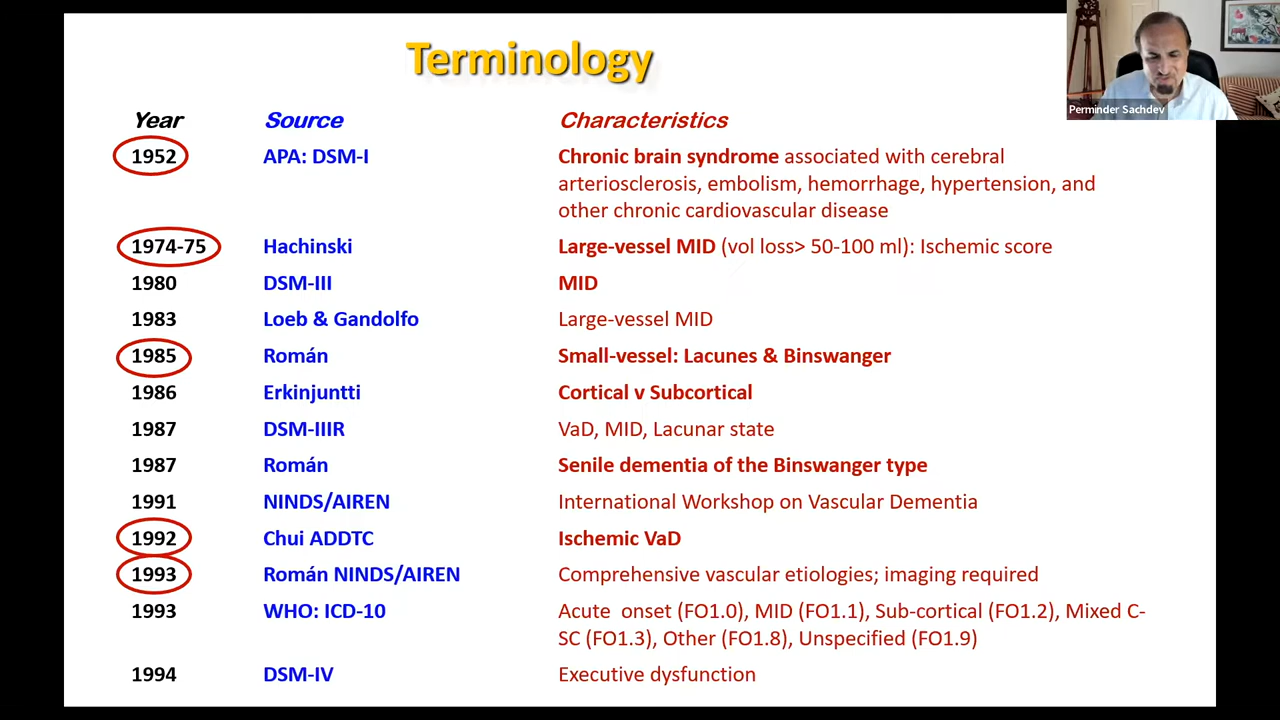 Terminology
Perminder Sachdev
Year Source Characteristics
1952 APA: DSM-I Chronic brain syndrome associated with cerebral
arteriosclerosis, embolism, hemorrhage, hypertension, and
other chronic cardiovascular disease
1974-75 Hachinski Large-vessel MID (vol loss> 50-100 ml): Ischemic score
1980 DSM-III MID
1983 Loeb & Gandolfo Large-vessel MID
1985 Román Small-vessel: Lacunes & Binswanger
1986 Erkinjuntti Cortical v Subcortical
1987 DSM-IIIR VaD, MID, Lacunar state
1987 Román Senile dementia of the Binswanger type
1991 NINDS/AIREN International Workshop on Vascular Dementia
1992 Chui ADDTC Ischemic VaD
1993 Román NINDS/AIREN Comprehensive vascular etiologies; imaging required
1993 WHO: ICD-10 Acute onset (FO1.0), MID (FO1.1), Sub-cortical (FO1.2), Mixed C-
SC (FO1.3), Other (FO1.8), Unspecified (FO1.9)
1994 DSM-IV Executive dysfunction